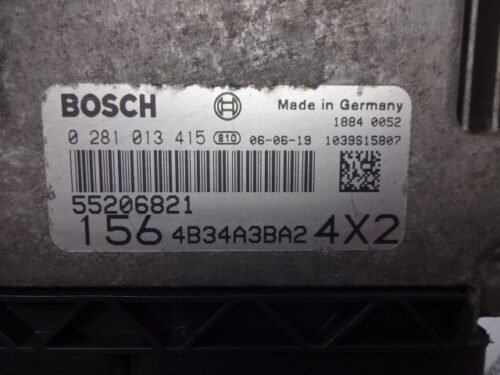 BOSCH Made in Germany
1884 0052
0 281 013 415 810 06-06-19 1039S15807
55206821
156 4B34A3BA2 4X2